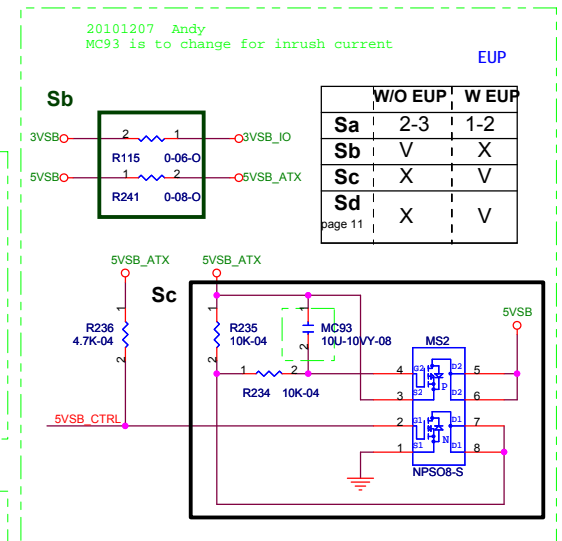 20101207 Andy
MC93 is to change for inrush current
EUP
Sb
W/O EUP W EUP
Sa 2-3 1-2
Sb V X
Sc X V
Sd
page 11 X V
3VSB 2 1 3VSB_IO
R115 0-06-O
5VSB 1 2 5VSB_ATX
R241 0-08-O
5VSB_ATX 5VSB_ATX
Sc
5VSB
1 1 1
R236
4.7K-04
R235
10K-04
MC93
10U-10VY-08
MS2
2 2 2
1 2
R234 10K-04
4 G2 D2 5
3 S2 P D2 6
5VSB_CTRL
2 G1 D1 7
1 S1 N D1 8
NPSO8-S